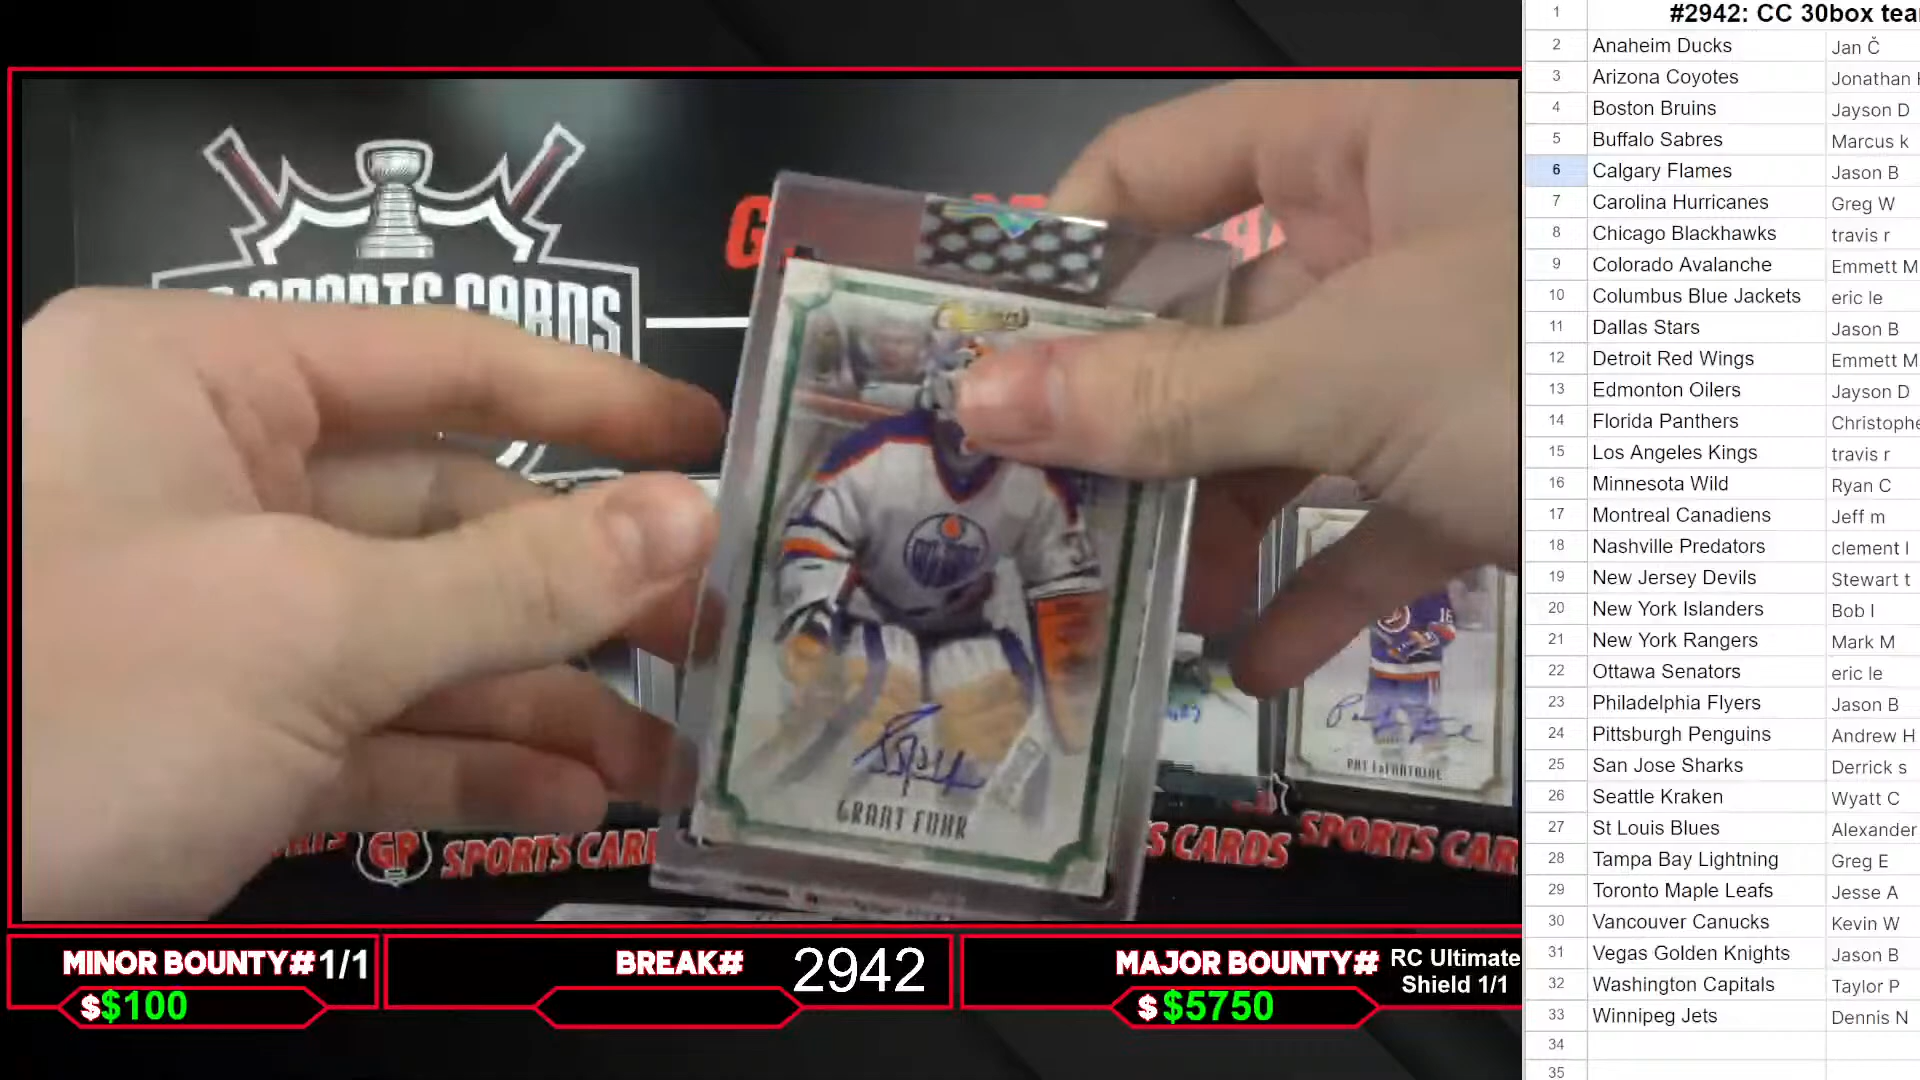 1 #2942: CC 30box tea
2 Anaheim Ducks Jan Č
3 Arizona Coyotes Jonathan
4 Boston Bruins Jayson D
5 Buffalo Sabres Marcus k
6 Calgary Flames Jason B
7 Carolina Hurricanes Greg W
8 Chicago Blackhawks travis r
9 Colorado Avalanche Emmett M
10 Columbus Blue Jackets eric le
11 Dallas Stars Jason B
12 Detroit Red Wings Emmett M
13 Edmonton Oilers Jayson D
14 Florida Panthers Christophe
15 Los Angeles Kings travis r
16 Minnesota Wild Ryan C
17 Montreal Canadiens Jeff m
18 Nashville Predators clement l
19 New Jersey Devils Stewart t
20 New York Islanders Bob l
21 New York Rangers Mark M
22 Ottawa Senators eric le
23 Philadelphia Flyers Jason B
24 Pittsburgh Penguins Andrew H
25 San Jose Sharks Derrick s
26 Seattle Kraken Wyatt C
27 St Louis Blues Alexander
28 Tampa Bay Lightning Greg E
29 Toronto Maple Leafs Jesse A
30 Vancouver Canucks Kevin W
31 Vegas Golden Knights Jason B
32 Washington Capitals Taylor P
33 Winnipeg Jets Dennis N
34
35
SPORTS CARDS
GRANT FUHR
16
PAT LaFONTAINE
GP SPORTS CARD
S CARDS
SPORTS CAR
MINOR BOUNTY# 1/1
$ $100
BREAK# 2942
MAJOR BOUNTY# RC Ultimate
Shield 1/1
$ $5750